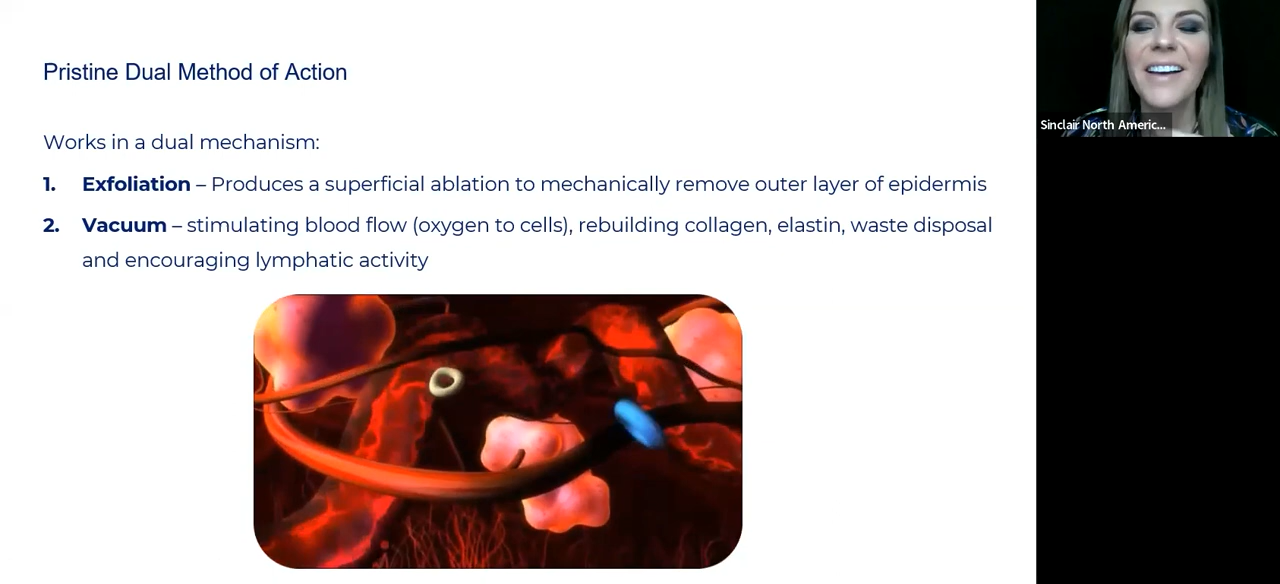 Pristine Dual Method of Action
Works in a dual mechanism:
1. Exfoliation – Produces a superficial ablation to mechanically remove outer layer of epidermis
2. Vacuum – stimulating blood flow (oxygen to cells), rebuilding collagen, elastin, waste disposal
and encouraging lymphatic activity
Sinclair North Americ...